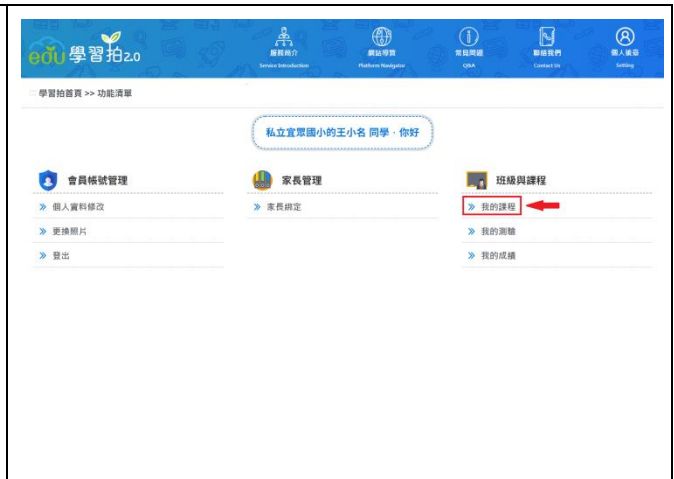 edu 學習拍2.0
服務簡介
Service Introduction
網站導覽
Platform Navigator
常見問題
Q&A
聯絡我們
Contact Us
個人後臺
Setting
學習拍首頁 >> 功能清單
私立宜眾國小的王小名 同學，你好
會員帳號管理
» 個人資料修改
» 更換照片
» 登出
家長管理
» 家長綁定
班級與課程
» 我的課程
» 我的測驗
» 我的成績